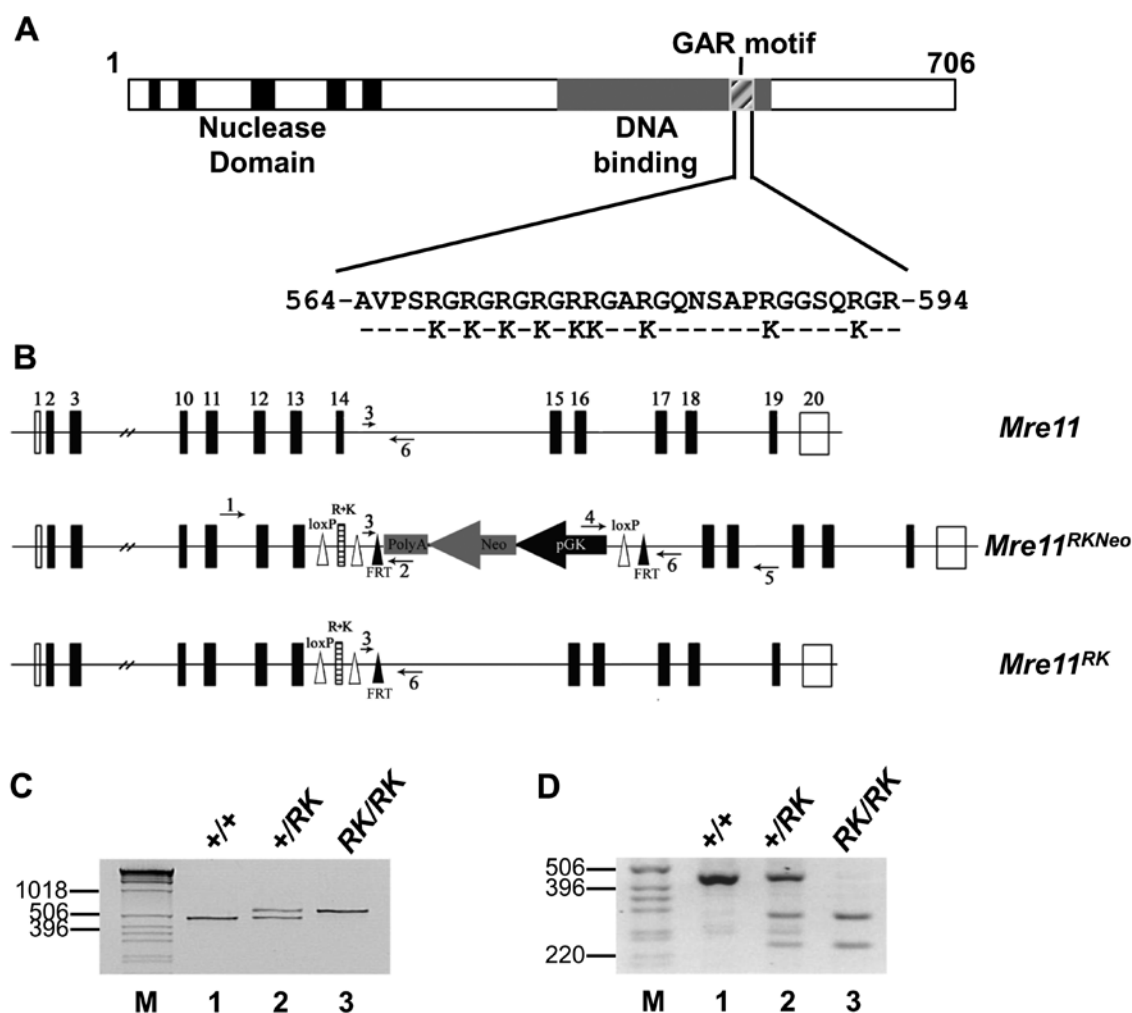 A
GAR motif
1
706
Nuclease
Domain
DNA
binding
564-AVPSRGRGRGRGRRGARGQNSAPRGGSQRGR-594
----K-K-K-K-KK--K------K----K--
B
1 2 3 10 11 12 13 14 3 6 15 16 17 18 19 20
Mre11
1 loxP R+K 3 FRT PolyA 2 Neo pGK 4 loxP FRT 6 5
Mre11RKNeo
loxP R+K 3 FRT 6
Mre11RK
C
+/+ +/RK RK/RK
1018
506
396
M 1 2 3
D
+/+ +/RK RK/RK
506
396
220
M 1 2 3